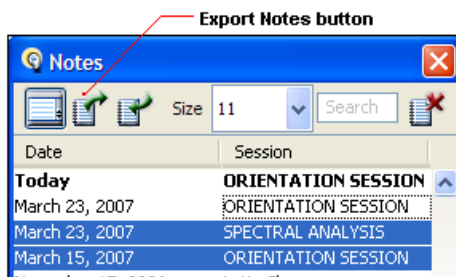 Export Notes button
Notes
Size 11 Search
Date Session
Today ORIENTATION SESSION
March 23, 2007 ORIENTATION SESSION
March 23, 2007 SPECTRAL ANALYSIS
March 15, 2007 ORIENTATION SESSION